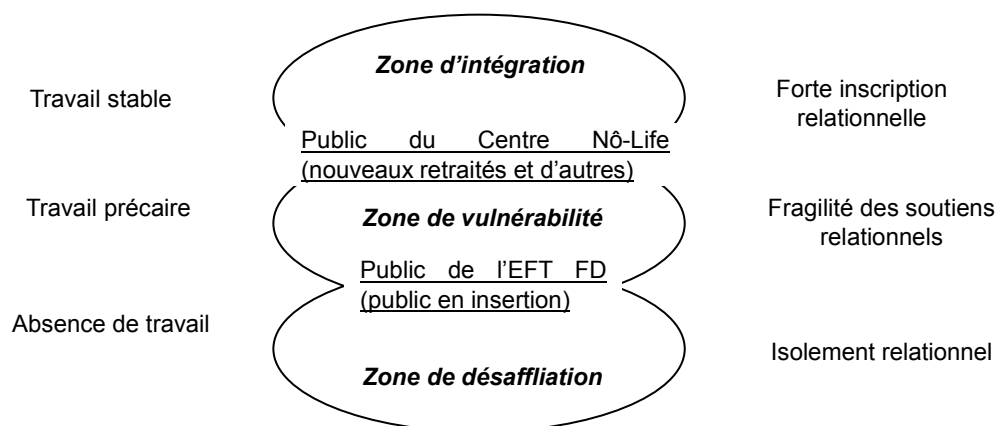 Zone d'intégration
Travail stable
Forte inscription
relationnelle
Public du Centre Nô-Life
(nouveaux retraités et d'autres)
Travail précaire
Zone de vulnérabilité
Fragilité des soutiens
relationnels
Public de l'EFT FD
(public en insertion)
Absence de travail
Isolement relationnel
Zone de désaffliation